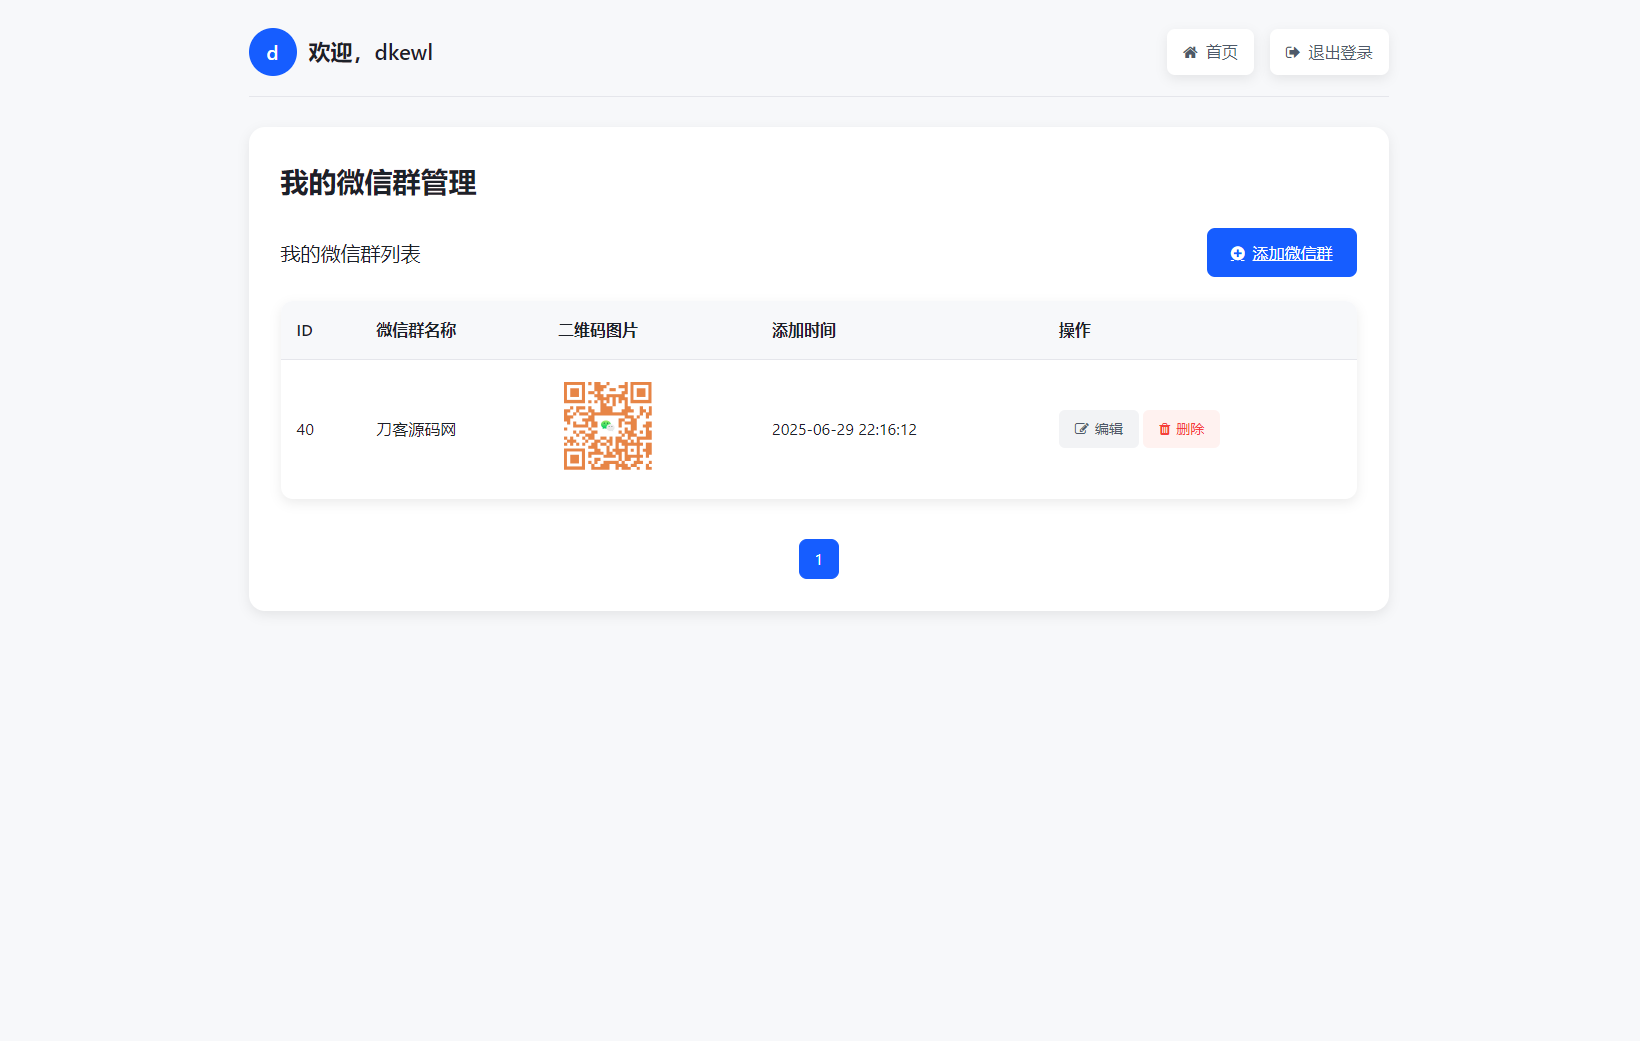 d 欢迎，dkewl 首页 退出登录
我的微信群管理
我的微信群列表 添加微信群
ID 微信群名称 二维码图片 添加时间 操作
40 刀客源码网 2025-06-29 22:16:12 编辑 删除
1